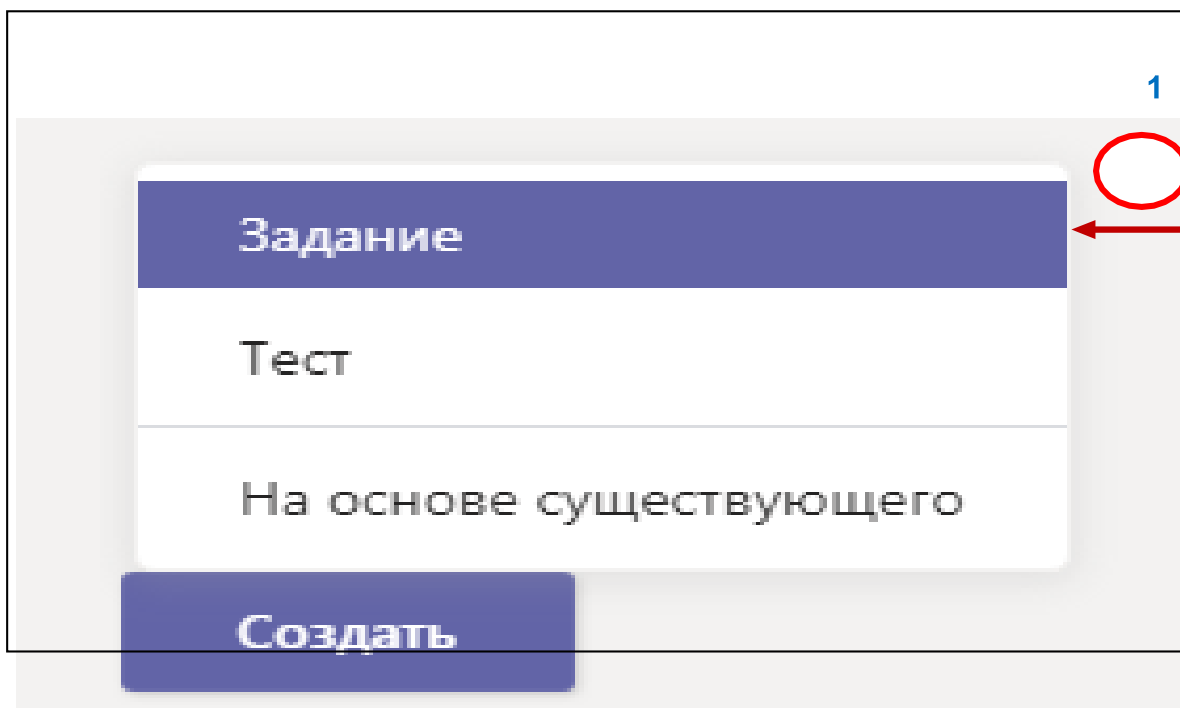 1
Задание
Тест
На основе существующего
Создать